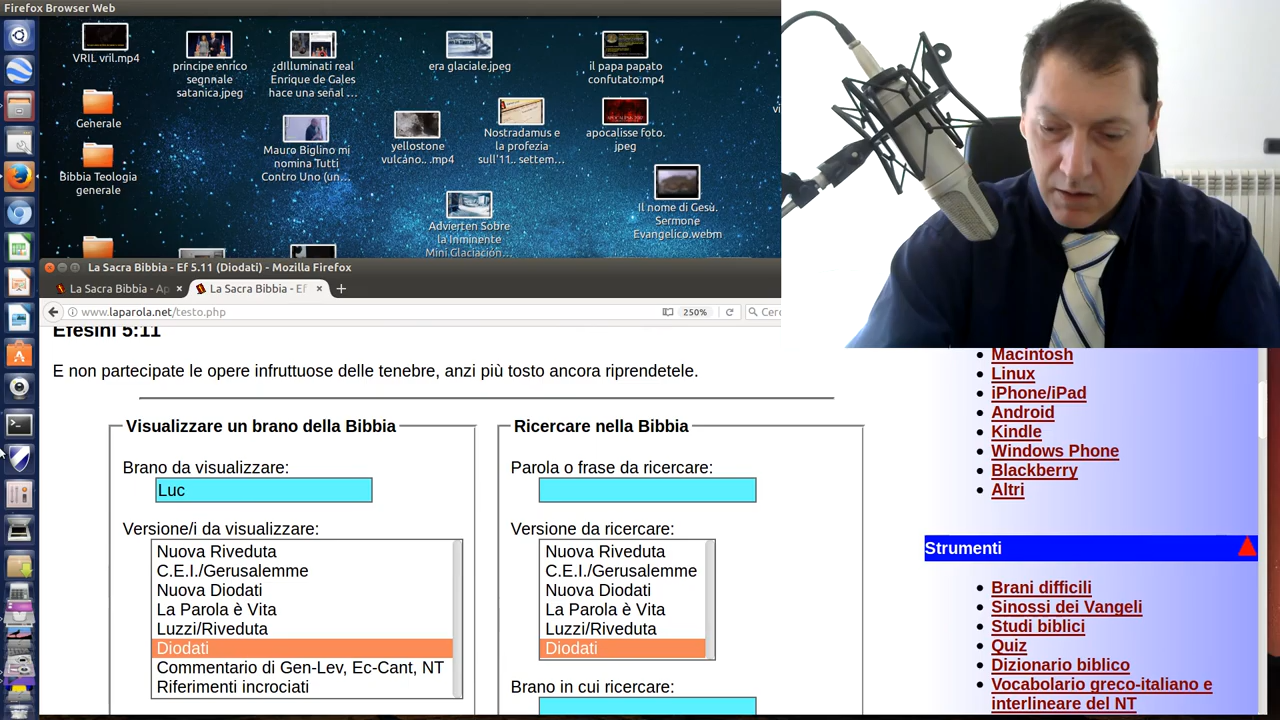 Firefox Browser Web
VRIL vril.mp4
principe enrico
segnnale
satanica.jpeg
¿dIlluminati real
Enrique de Gales
hace una señal ...
era glaciale.jpeg
il papa papato
confutato.mp4
Generale
Mauro Biglino mi
nomina Tutti
Contro Uno (un...
yellostone
vulcáno.. ..mp4
Nostradamus e
la profezia
sull'11.. settem...
apocalisse foto.
jpeg
Bibbia Teologia
generale
Advierten Sobre
la Inminente
Mini Glaciación...
Il nome di Gesù.
Sermone
Evangelico.webm
La Sacra Bibbia - Ef 5.11 (Diodati) - Mozilla Firefox
La Sacra Bibbia - Ap
La Sacra Bibbia - Ef
www.laparola.net/testo.php
250%
Cerc
Efesini 5:11
E non partecipate le opere infruttuose delle tenebre, anzi più tosto ancora riprendetele.
Visualizzare un brano della Bibbia
Brano da visualizzare:
Luc
Versione/i da visualizzare:
Nuova Riveduta
C.E.I./Gerusalemme
Nuova Diodati
La Parola è Vita
Luzzi/Riveduta
Diodati
Commentario di Gen-Lev, Ec-Cant, NT
Riferimenti incrociati
Ricercare nella Bibbia
Parola o frase da ricercare:
Versione da ricercare:
Nuova Riveduta
C.E.I./Gerusalemme
Nuova Diodati
La Parola è Vita
Luzzi/Riveduta
Diodati
Brano in cui ricercare:
Macintosh
Linux
iPhone/iPad
Android
Kindle
Windows Phone
Blackberry
Altri
Strumenti
Brani difficili
Sinossi dei Vangeli
Studi biblici
Quiz
Dizionario biblico
Vocabolario greco-italiano e
interlineare del NT